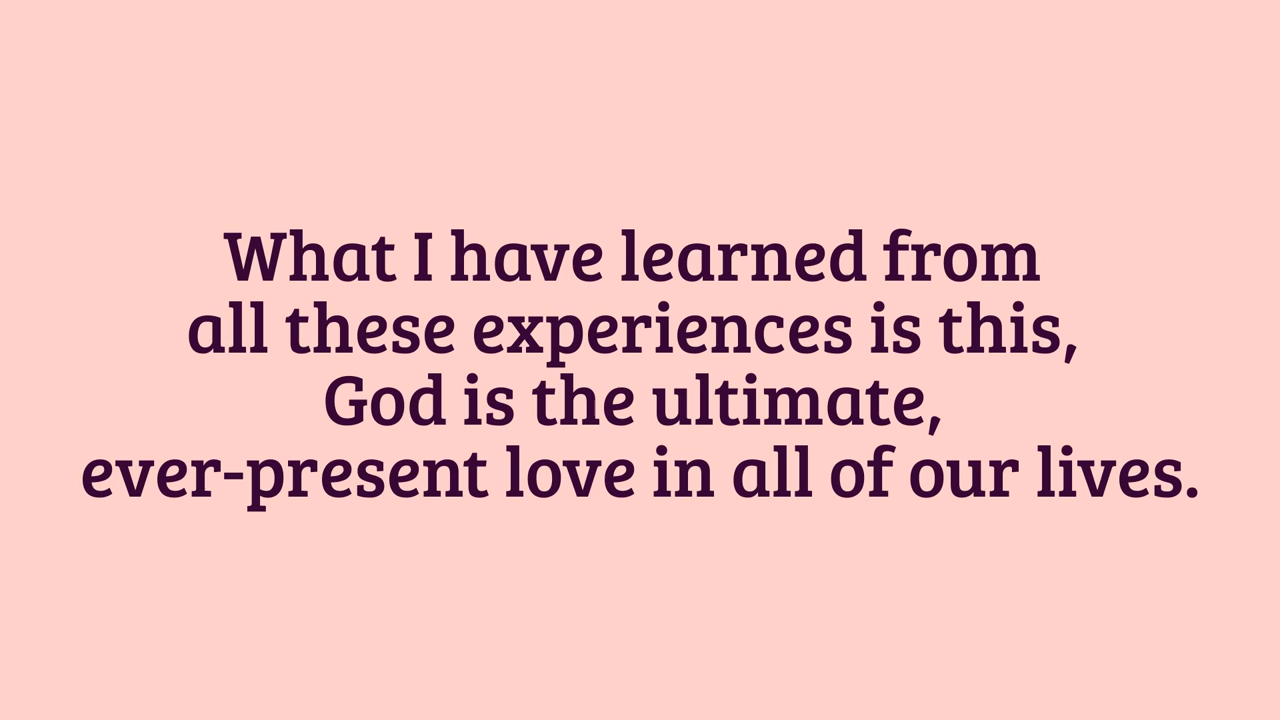 What I have learned from
all these experiences is this,
God is the ultimate,
ever-present love in all of our lives.